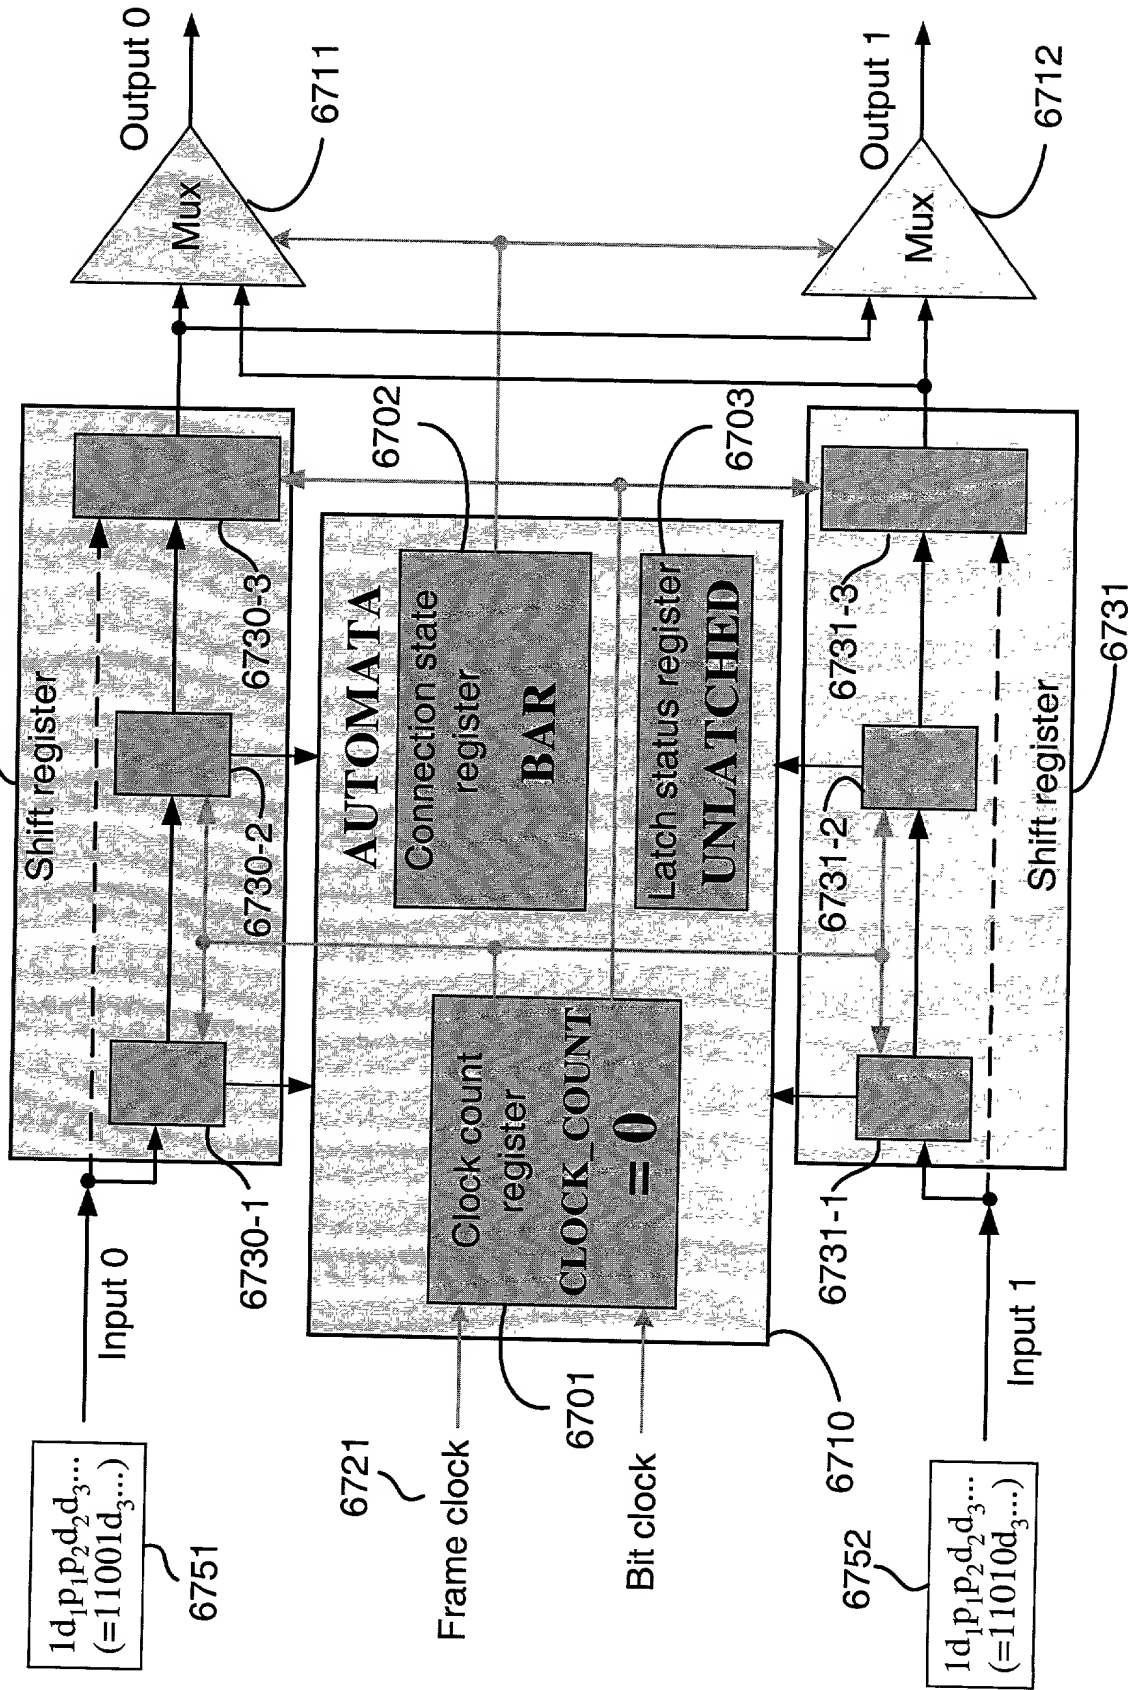 1d₁p₁p₂d₂d₃...
(=11001d₃...)
6751
Input 0
Shift register
6730-1
6730-2
6730-3
Output 0
Mux
6711
Frame clock
6721
Bit clock
6701
6710
Clock count
register
CLOCK_COUNT
=0
AUTOMATA
Connection state
register
BAR
6702
Latch status register
UNLATCHED
6703
1d₁p₁p₂d₂d₃...
(=11010d₃...)
6752
Input 1
6731-1
6731-2
6731-3
Shift register
6731
Output 1
Mux
6712